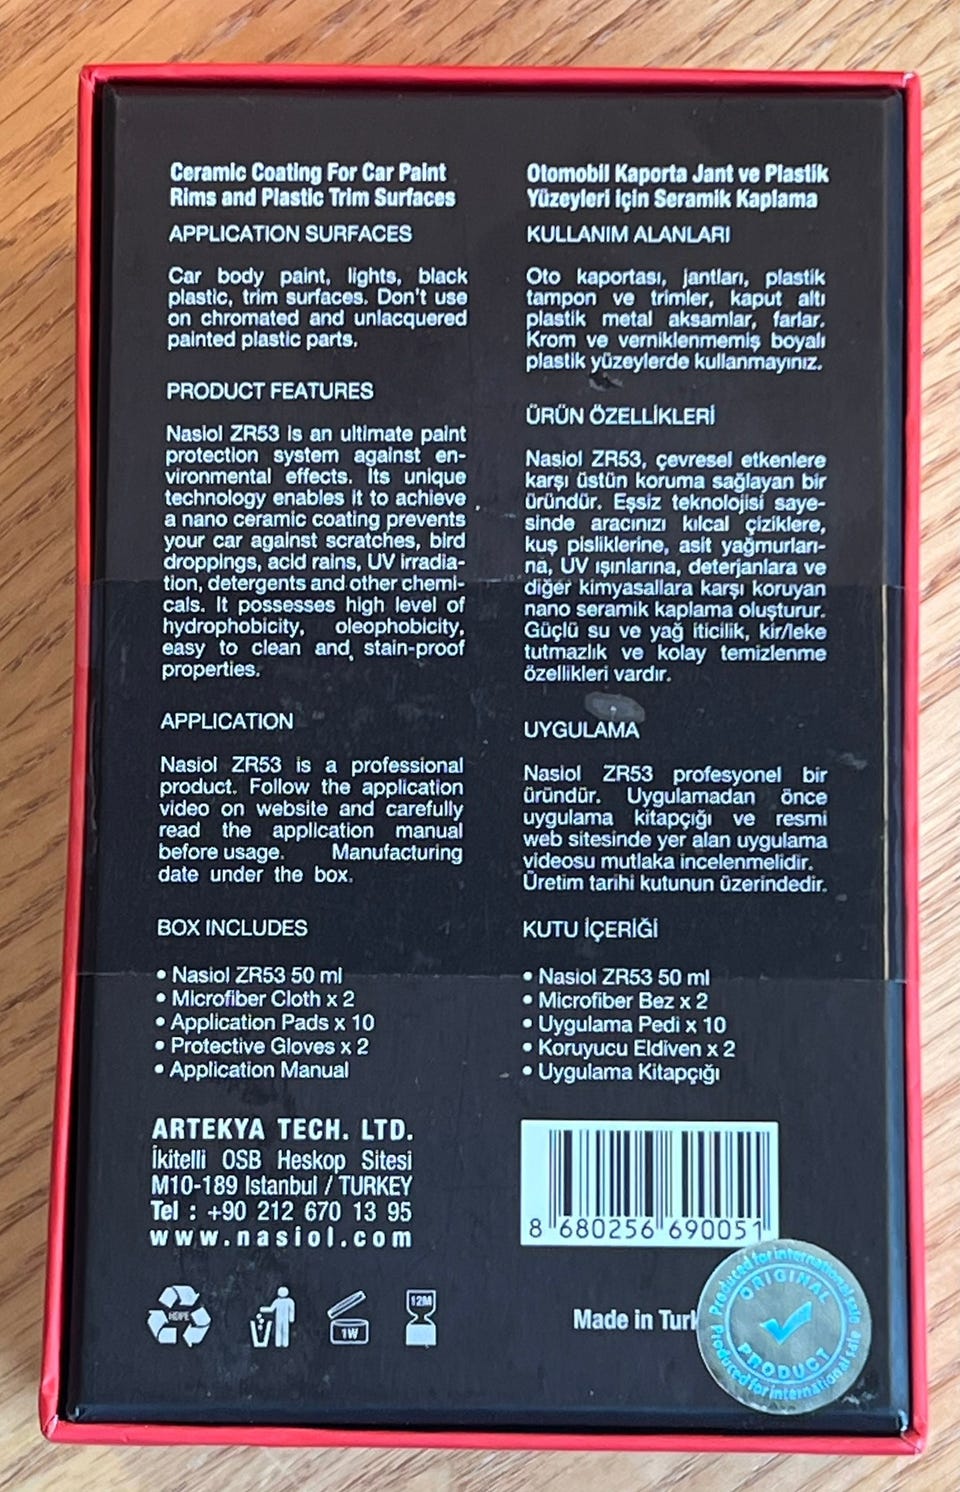 Ceramic Coating For Car Paint
Rims and Plastic Trim Surfaces
APPLICATION SURFACES
Car body paint, lights, black
plastic, trim surfaces. Don't use
on chromated and unlacquered
painted plastic parts.
PRODUCT FEATURES
Nasiol ZR53 is an ultimate paint
protection system against en-
vironmental effects. Its unique
technology enables it to achieve
a nano ceramic coating prevents
your car against scratches, bird
droppings, acid rains, UV irradia-
tion, detergents and other chemi-
cals. It possesses high level of
hydrophobicity, oleophobicity,
easy to clean and, stain-proof
properties.
APPLICATION
Nasiol ZR53 is a professional
product. Follow the application
video on website and carefully
read the application manual
before usage. Manufacturing
date under the box.
BOX INCLUDES
• Nasiol ZR53 50 ml
• Microfiber Cloth x 2
• Application Pads x 10
• Protective Gloves x 2
• Application Manual
ARTEKYA TECH. LTD.
İkitelli OSB Heskop Sitesi
M10-189 Istanbul / TURKEY
Tel : +90 212 670 13 95
www.nasiol.com
HDPE
1W
12M
Otomobil Kaporta Jant ve Plastik
Yüzeyleri İçin Seramik Kaplama
KULLANIM ALANLARI
Oto kaportası, jantları, plastik
tampon ve trimler, kaput altı
plastik metal aksamlar, farlar.
Krom ve verniklenmemiş boyalı
plastik yüzeylerde kullanmayınız.
ÜRÜN ÖZELLİKLERİ
Nasiol ZR53, çevresel etkenlere
karşı üstün koruma sağlayan bir
üründür. Eşsiz teknolojisi saye-
sinde aracınızı kılcal çiziklere,
kuş pisliklerine, asit yağmurları-
na, UV ışınlarına, deterjanlara ve
diğer kimyasallara karşı koruyan
nano seramik kaplama oluşturur.
Güçlü su ve yağ iticilik, kir/leke
tutmazlık ve kolay temizlenme
özellikleri vardır.
UYGULAMA
Nasiol ZR53 profesyonel bir
üründür. Uygulamadan önce
uygulama kitapçığı ve resmi
web sitesinde yer alan uygulama
videosu mutlaka incelenmelidir.
Üretim tarihi kutunun üzerindedir.
KUTU İÇERİĞİ
• Nasiol ZR53 50 ml
• Microfiber Bez x 2
• Uygulama Pedi x 10
• Koruyucu Eldiven x 2
• Uygulama Kitapçığı
8 680256 690051
Made in Turk
Produced for international sale
ORIGINAL
PRODUCT
Produced for international sale